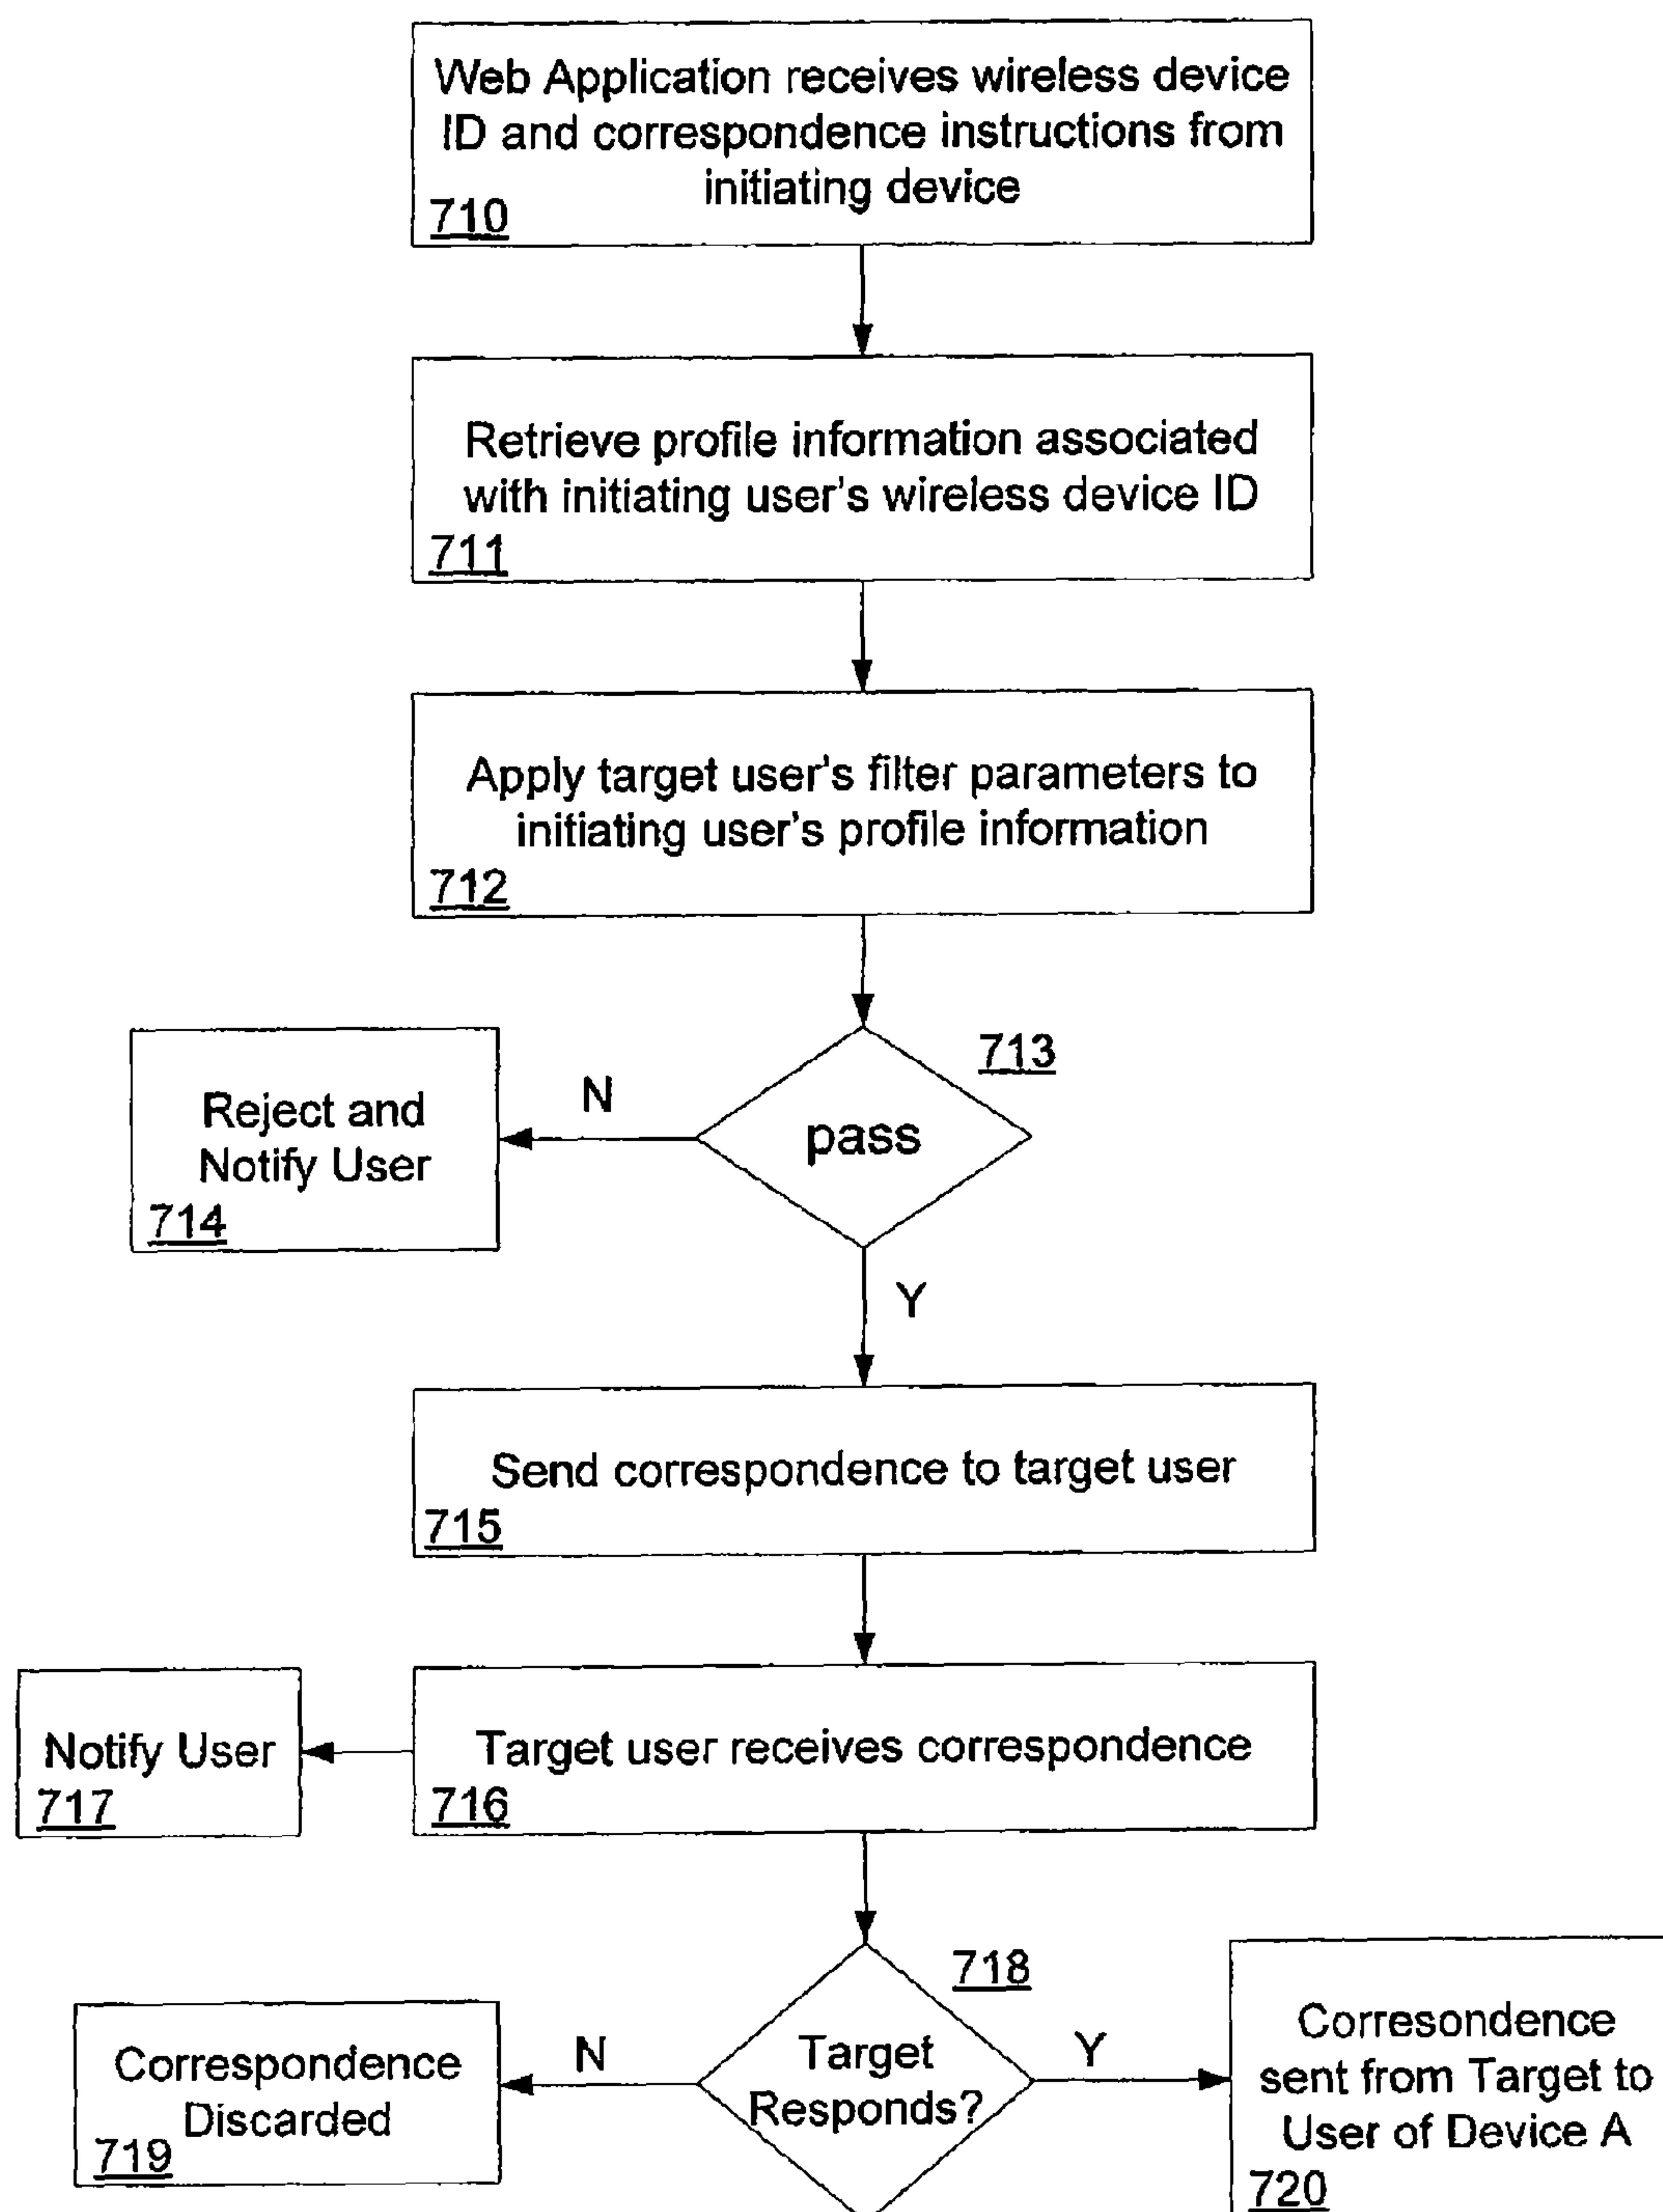 Web Application receives wireless device
ID and correspondence instructions from
initiating device
710
Retrieve profile information associated
with initiating user's wireless device ID
711
Apply target user's filter parameters to
initiating user's profile information
712
713
pass
N
Reject and
Notify User
714
Y
Send correspondence to target user
715
Target user receives correspondence
716
Notify User
717
718
Target
Responds?
N
Correspondence
Discarded
719
Y
Corresondence
sent from Target to
User of Device A
720